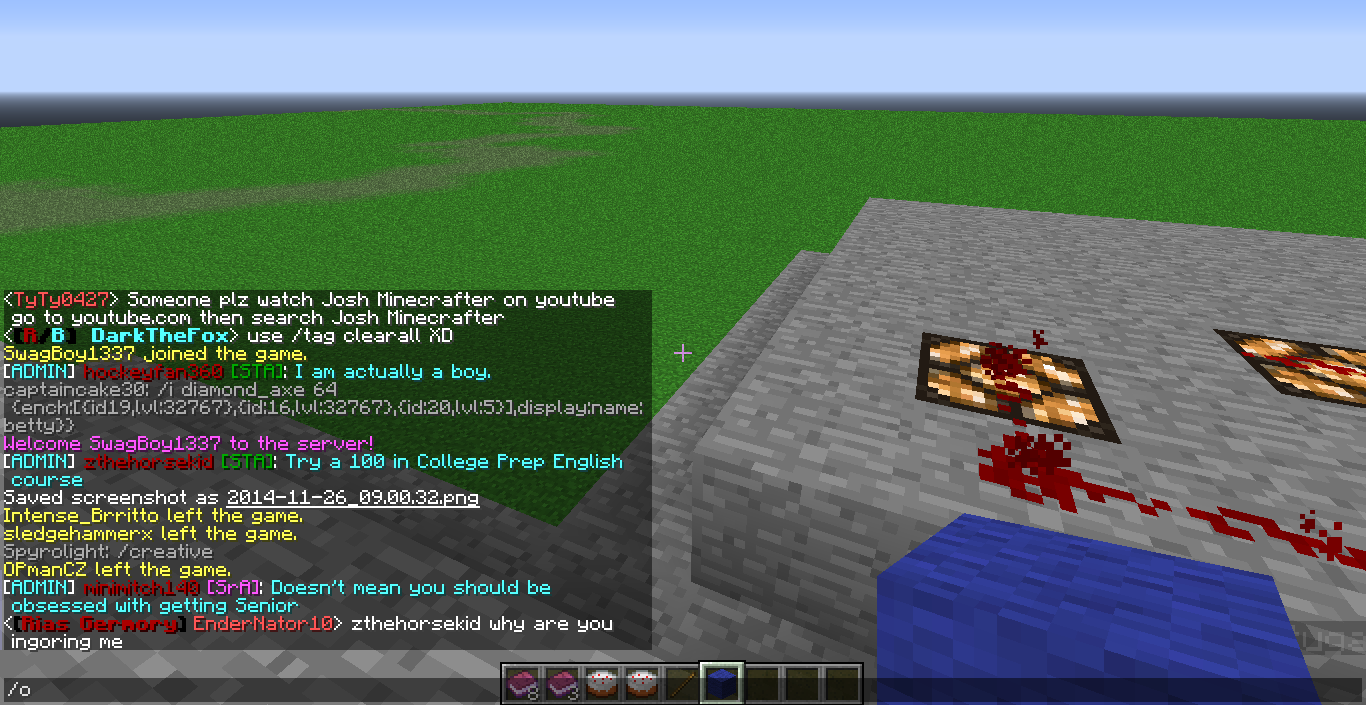 <TyTy0427> Someone plz watch Josh Minecrafter on youtube
go to youtube.com then search Josh Minecrafter
<[R/B] DarkTheFox> use /tag clearall XD
SwagBoy1337 joined the game.
[ADMIN] hockeyfan360 [STA]: I am actually a boy.
captaincake30: /i diamond_axe 64
{ench:[{id19,lvl:32767},{id:16,lvl:32767},{id:20,lvl:5}],display:name:
betty}}
Welcome SwagBoy1337 to the server!
[ADMIN] zthehorsekid [STA]: Try a 100 in College Prep English
course
Saved screenshot as 2014-11-26_09.00.32.png
Intense_Brritto left the game.
sledgehammerx left the game.
Spyrolight: /creative
OPmanCZ left the game.
[ADMIN] minimitch140 [SrA]: Doesn't mean you should be
obsessed with getting Senior
<[Rias Germory] EnderNator10> zthehorsekid why are you
ingoring me
8
3
/o